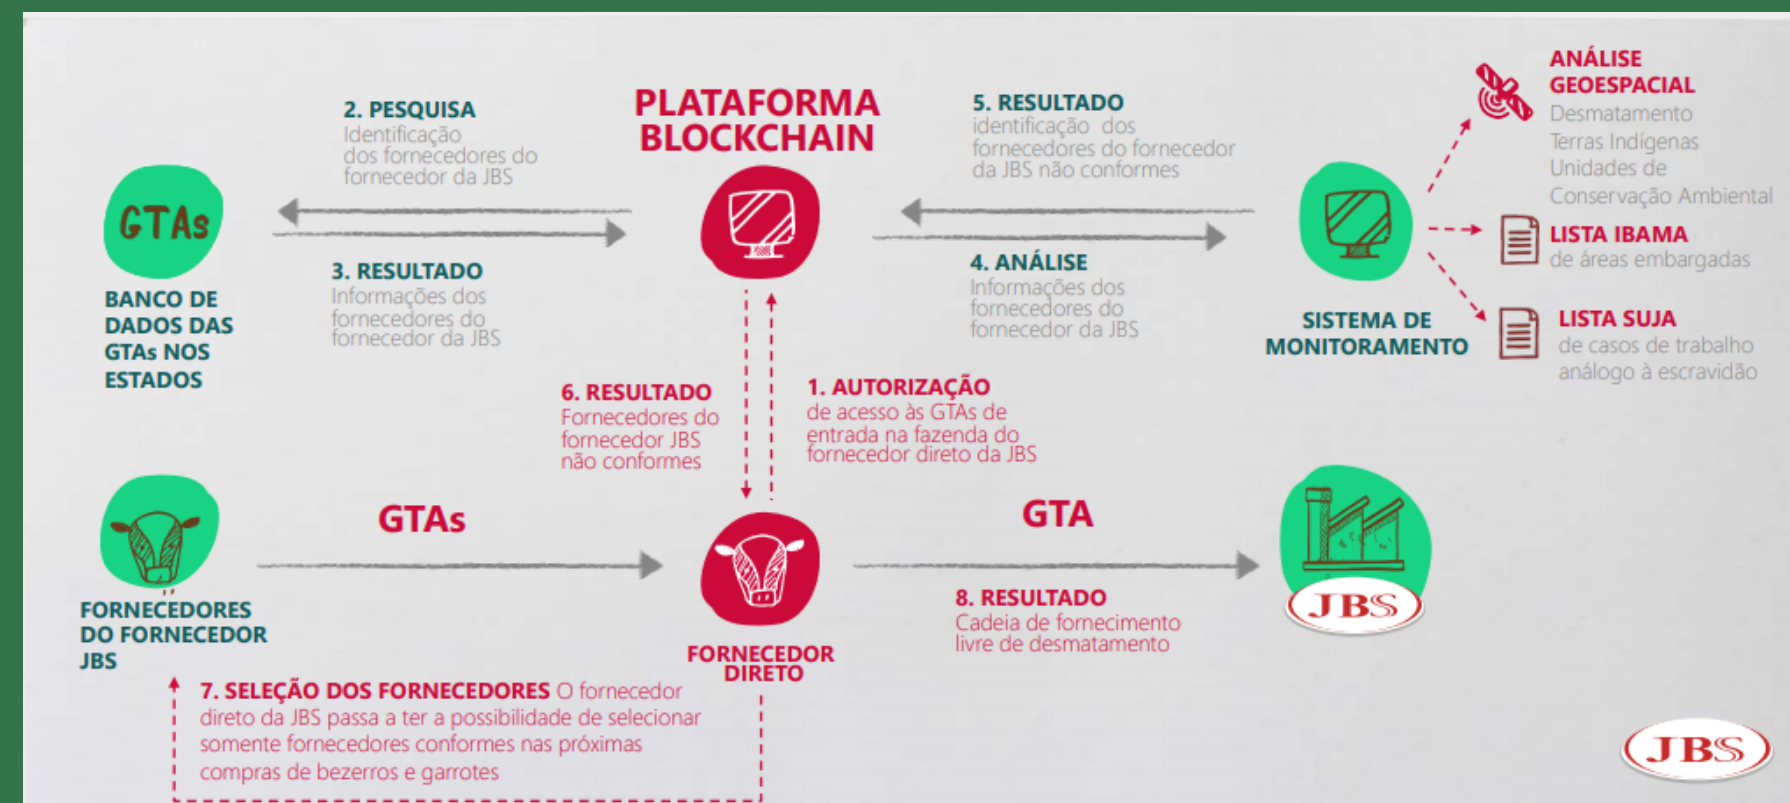 PLATAFORMA
BLOCKCHAIN
2. PESQUISA
Identificação
dos fornecedores do
fornecedor da JBS
5. RESULTADO
identificação dos
fornecedores do fornecedor
da JBS não conformes
ANÁLISE
GEOESPACIAL
Desmatamento
Terras Indígenas
Unidades de
Conservação Ambiental
GTAs
BANCO DE
DADOS DAS
GTAs NOS
ESTADOS
3. RESULTADO
Informações dos
fornecedores do
fornecedor da JBS
4. ANÁLISE
Informações dos
fornecedores do
fornecedor da JBS
SISTEMA DE
MONITORAMENTO
LISTA IBAMA
de áreas embargadas
LISTA SUJA
de casos de trabalho
análogo à escravidão
6. RESULTADO
Fornecedores do
fornecedor JBS
não conformes
1. AUTORIZAÇÃO
de acesso às GTAs de
entrada na fazenda do
fornecedor direto da JBS
GTAs
GTA
FORNECEDORES
DO FORNECEDOR
JBS
FORNECEDOR
DIRETO
8. RESULTADO
Cadeia de fornecimento
livre de desmatamento
JBS
7. SELEÇÃO DOS FORNECEDORES O fornecedor
direto da JBS passa a ter a possibilidade de selecionar
somente fornecedores conformes nas próximas
compras de bezerros e garrotes
JBS